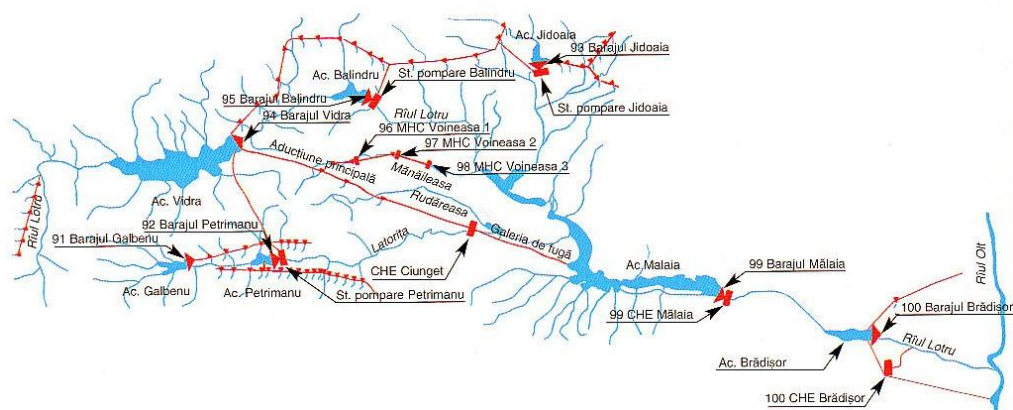 Ac. Jidoaia
93 Barajul Jidoaia
Ac. Balindru
St. pompare Balindru
95 Barajul Balindru
St. pompare Jidoaia
94 Barajul Vidra
Rîul Lotru
96 MHC Voineasa 1
97 MHC Voineasa 2
98 MHC Voineasa 3
Aducțiune principală
Mănăileasa
Ac. Vidra
Rudăreasa
Rîul Lotru
92 Barajul Petrimanu
91 Barajul Galbenu
Latorița
Galeria de fugă
CHE Ciunget
Ac. Galbenu
Ac. Petrimanu
St. pompare Petrimanu
Ac. Malaia
99 Barajul Mălaia
99 CHE Mălaia
Rîul Olt
100 Barajul Brădișor
Rîul Lotru
Ac. Brădișor
100 CHE Brădișor